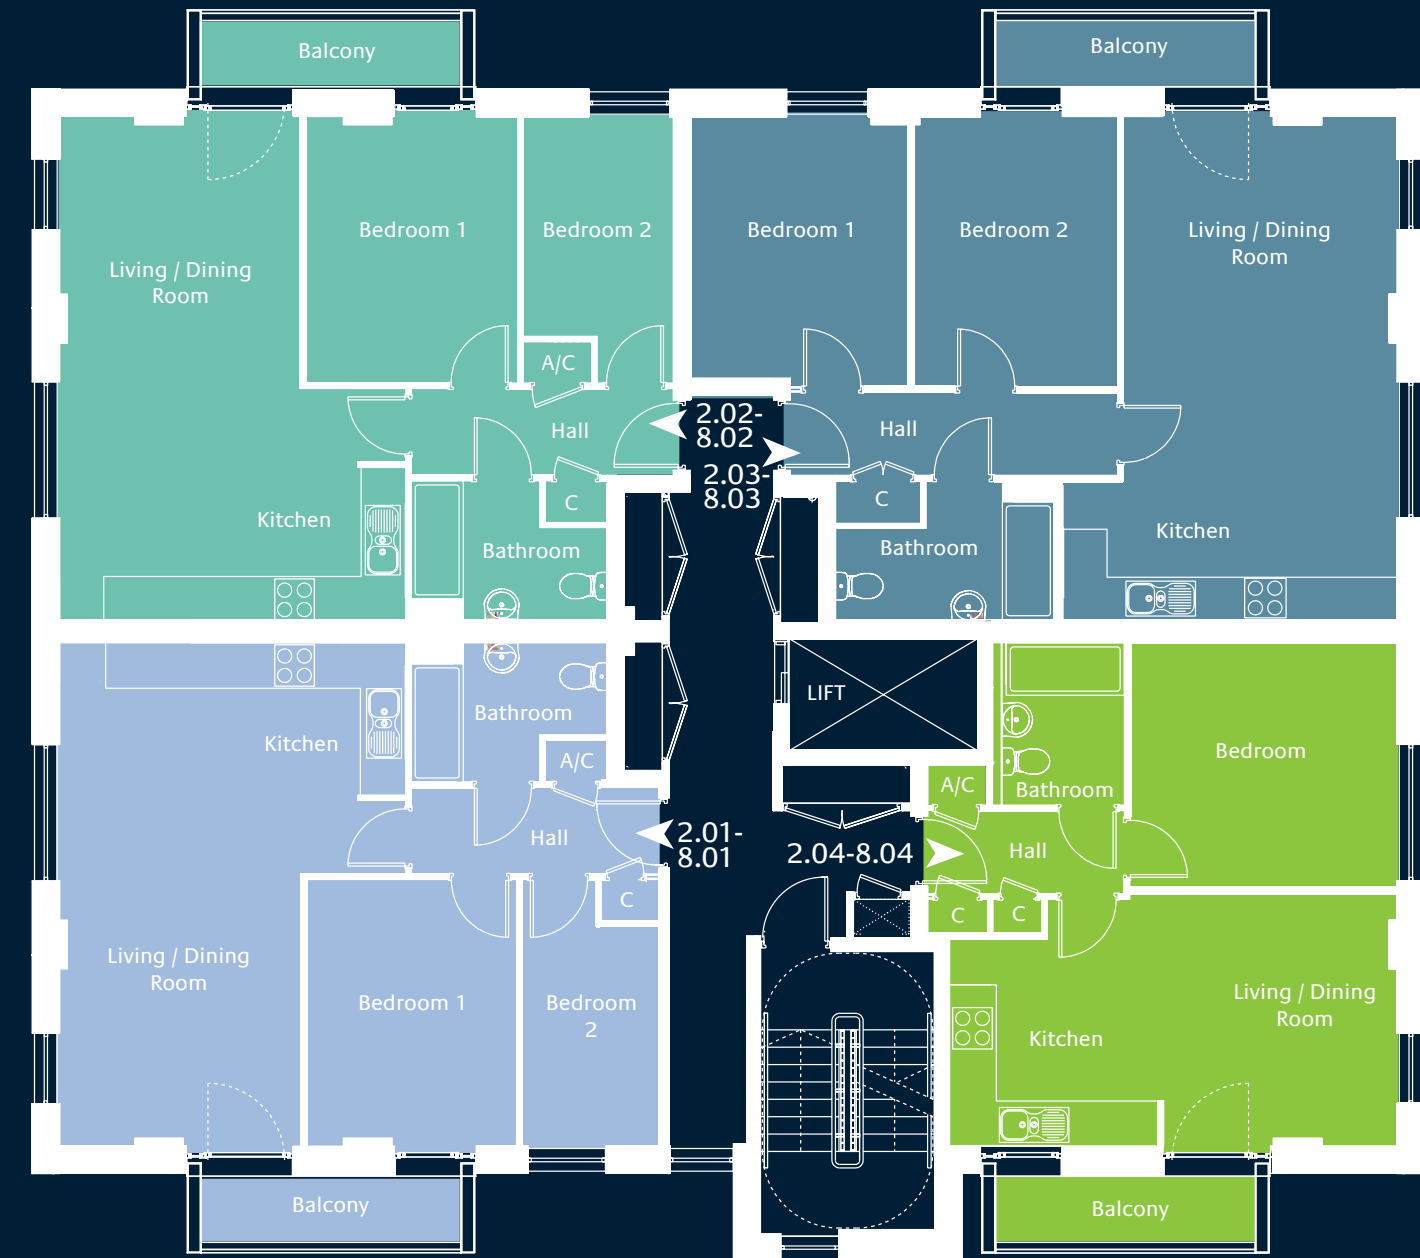 Balcony
Balcony
Bedroom 1
Bedroom 2
Bedroom 1
Bedroom 2
Living / Dining
Room
Living / Dining
Room
A/C
2.02-
8.02
Hall
Hall
2.03-
8.03
C
C
Kitchen
Kitchen
Bathroom
Bathroom
LIFT
Bathroom
Kitchen
Bedroom
A/C
A/C
Bathroom
Hall
2.01-
8.01
2.04-8.04
Hall
C
C
C
Living / Dining
Room
Bedroom 1
Bedroom
2
Living / Dining
Room
Kitchen
Balcony
Balcony